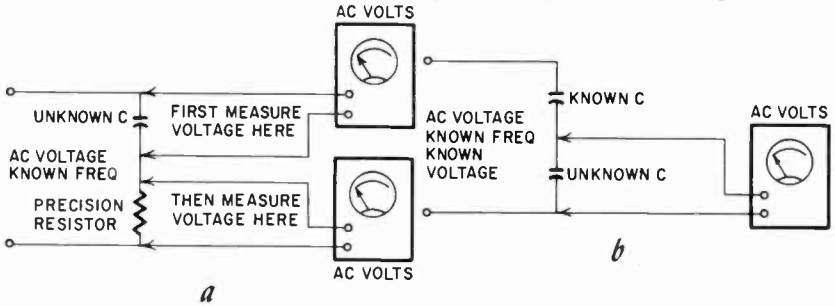 AC VOLTS
UNKNOWN C
FIRST MEASURE
VOLTAGE HERE
AC VOLTAGE
KNOWN FREQ
PRECISION
RESISTOR
THEN MEASURE
VOLTAGE HERE
AC VOLTS
a
KNOWN C
AC VOLTAGE
KNOWN FREQ
KNOWN
VOLTAGE
UNKNOWN C
AC VOLTS
b